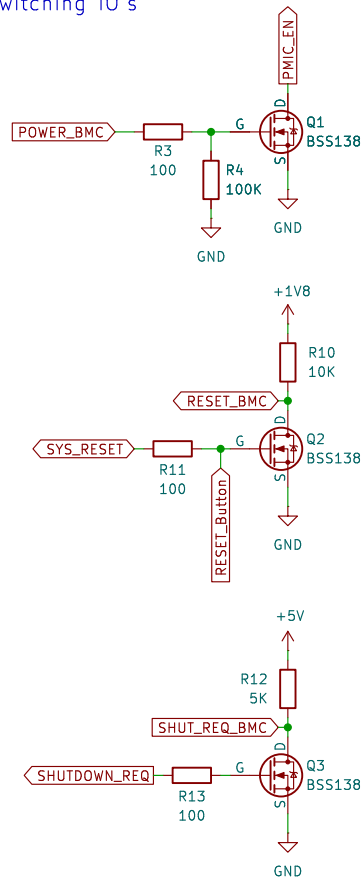 witching IO's
PMIC_EN
D
Q1
BSS138
G
S
POWER_BMC
R3
100
R4
100K
GND
GND
+1V8
R10
10K
RESET_BMC
D
Q2
BSS138
G
S
SYS_RESET
R11
100
RESET_Button
GND
+5V
R12
5K
SHUT_REQ_BMC
D
Q3
BSS138
G
S
SHUTDOWN_REQ
R13
100
GND